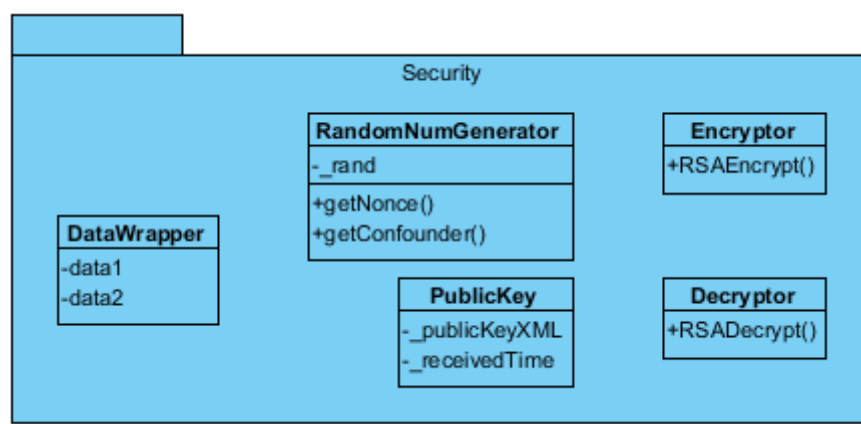 Security
RandomNumGenerator
-_rand
+getNonce()
+getConfounder()
Encryptor
+RSAEncrypt()
DataWrapper
-data1
-data2
PublicKey
-_publicKeyXML
-_receivedTime
Decryptor
+RSADecrypt()